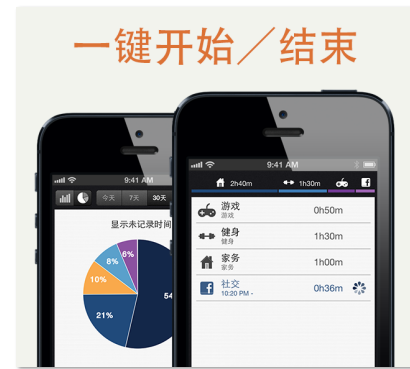 一键开始／结束
9:41 AM
今天 7天 30天
显示未记录时间
6%
8%
10%
21%
54
9:41 AM
2h40m 1h30m
游戏
游戏
0h50m
健身
健身
1h30m
家务
家务
1h00m
社交
10:20 PM -
0h36m